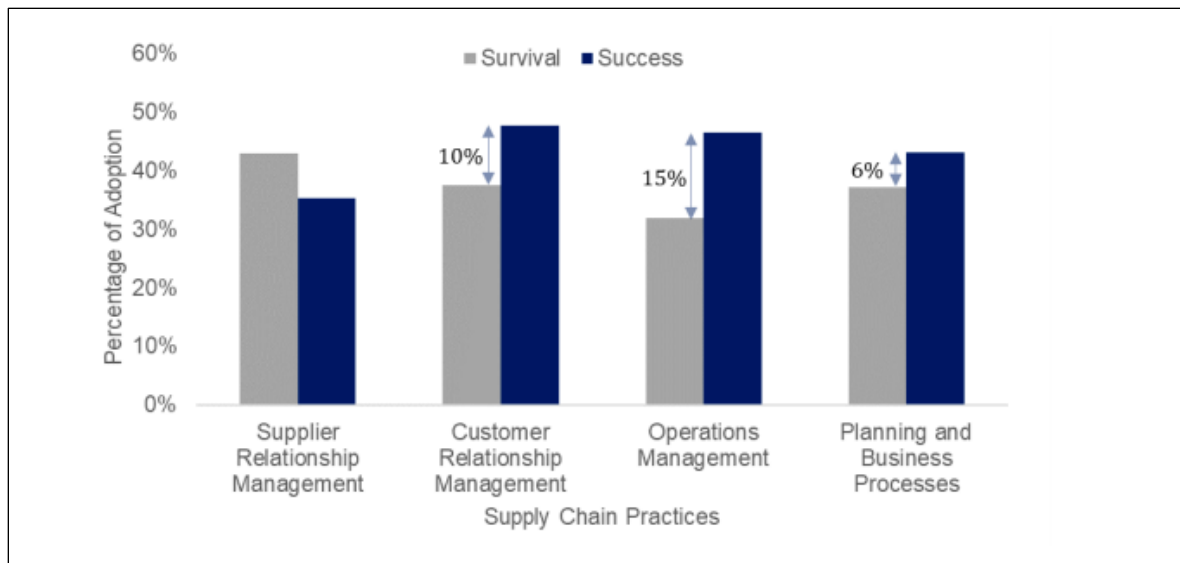 60%
Survival Success
50%
40%
30%
20%
10%
0%
Percentage of Adoption
10%
15%
6%
Supplier
Relationship
Management
Customer
Relationship
Management
Operations
Management
Planning and
Business
Processes
Supply Chain Practices